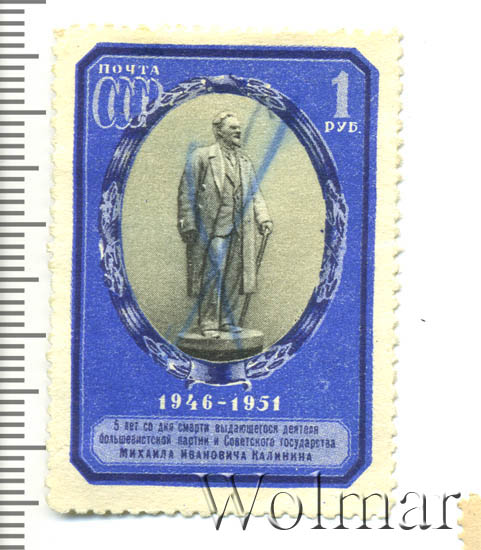 ПОЧТА
СССР
1
РУБ.
1946-1951
5 лет со дня смерти выдающегося деятеля
большевистской партии и Советского государства
МИХАИЛА ИВАНОВИЧА КАЛИНИНА
Wolmar